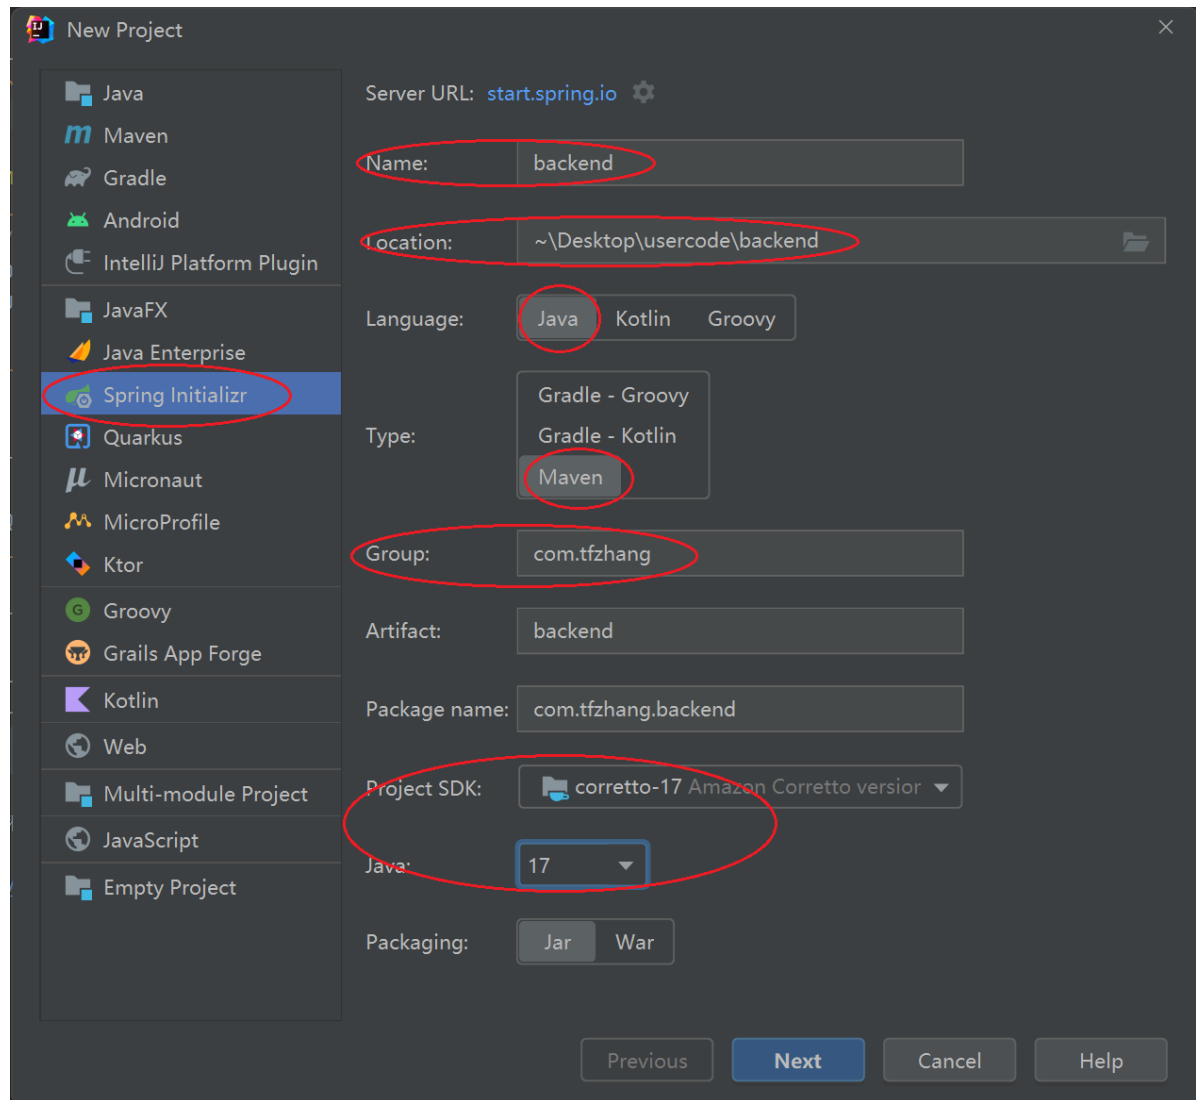 New Project
Java
Maven
Gradle
Android
IntelliJ Platform Plugin
JavaFX
Java Enterprise
Spring Initializr
Quarkus
Micronaut
MicroProfile
Ktor
Groovy
Grails App Forge
Kotlin
Web
Multi-module Project
JavaScript
Empty Project
Server URL: start.spring.io
Name: backend
Location: ~\Desktop\usercode\backend
Language: Java Kotlin Groovy
Type:
Gradle - Groovy
Gradle - Kotlin
Maven
Group: com.tfzhang
Artifact: backend
Package name: com.tfzhang.backend
Project SDK: corretto-17 Amazon Corretto version
Java: 17
Packaging: Jar War
Previous Next Cancel Help